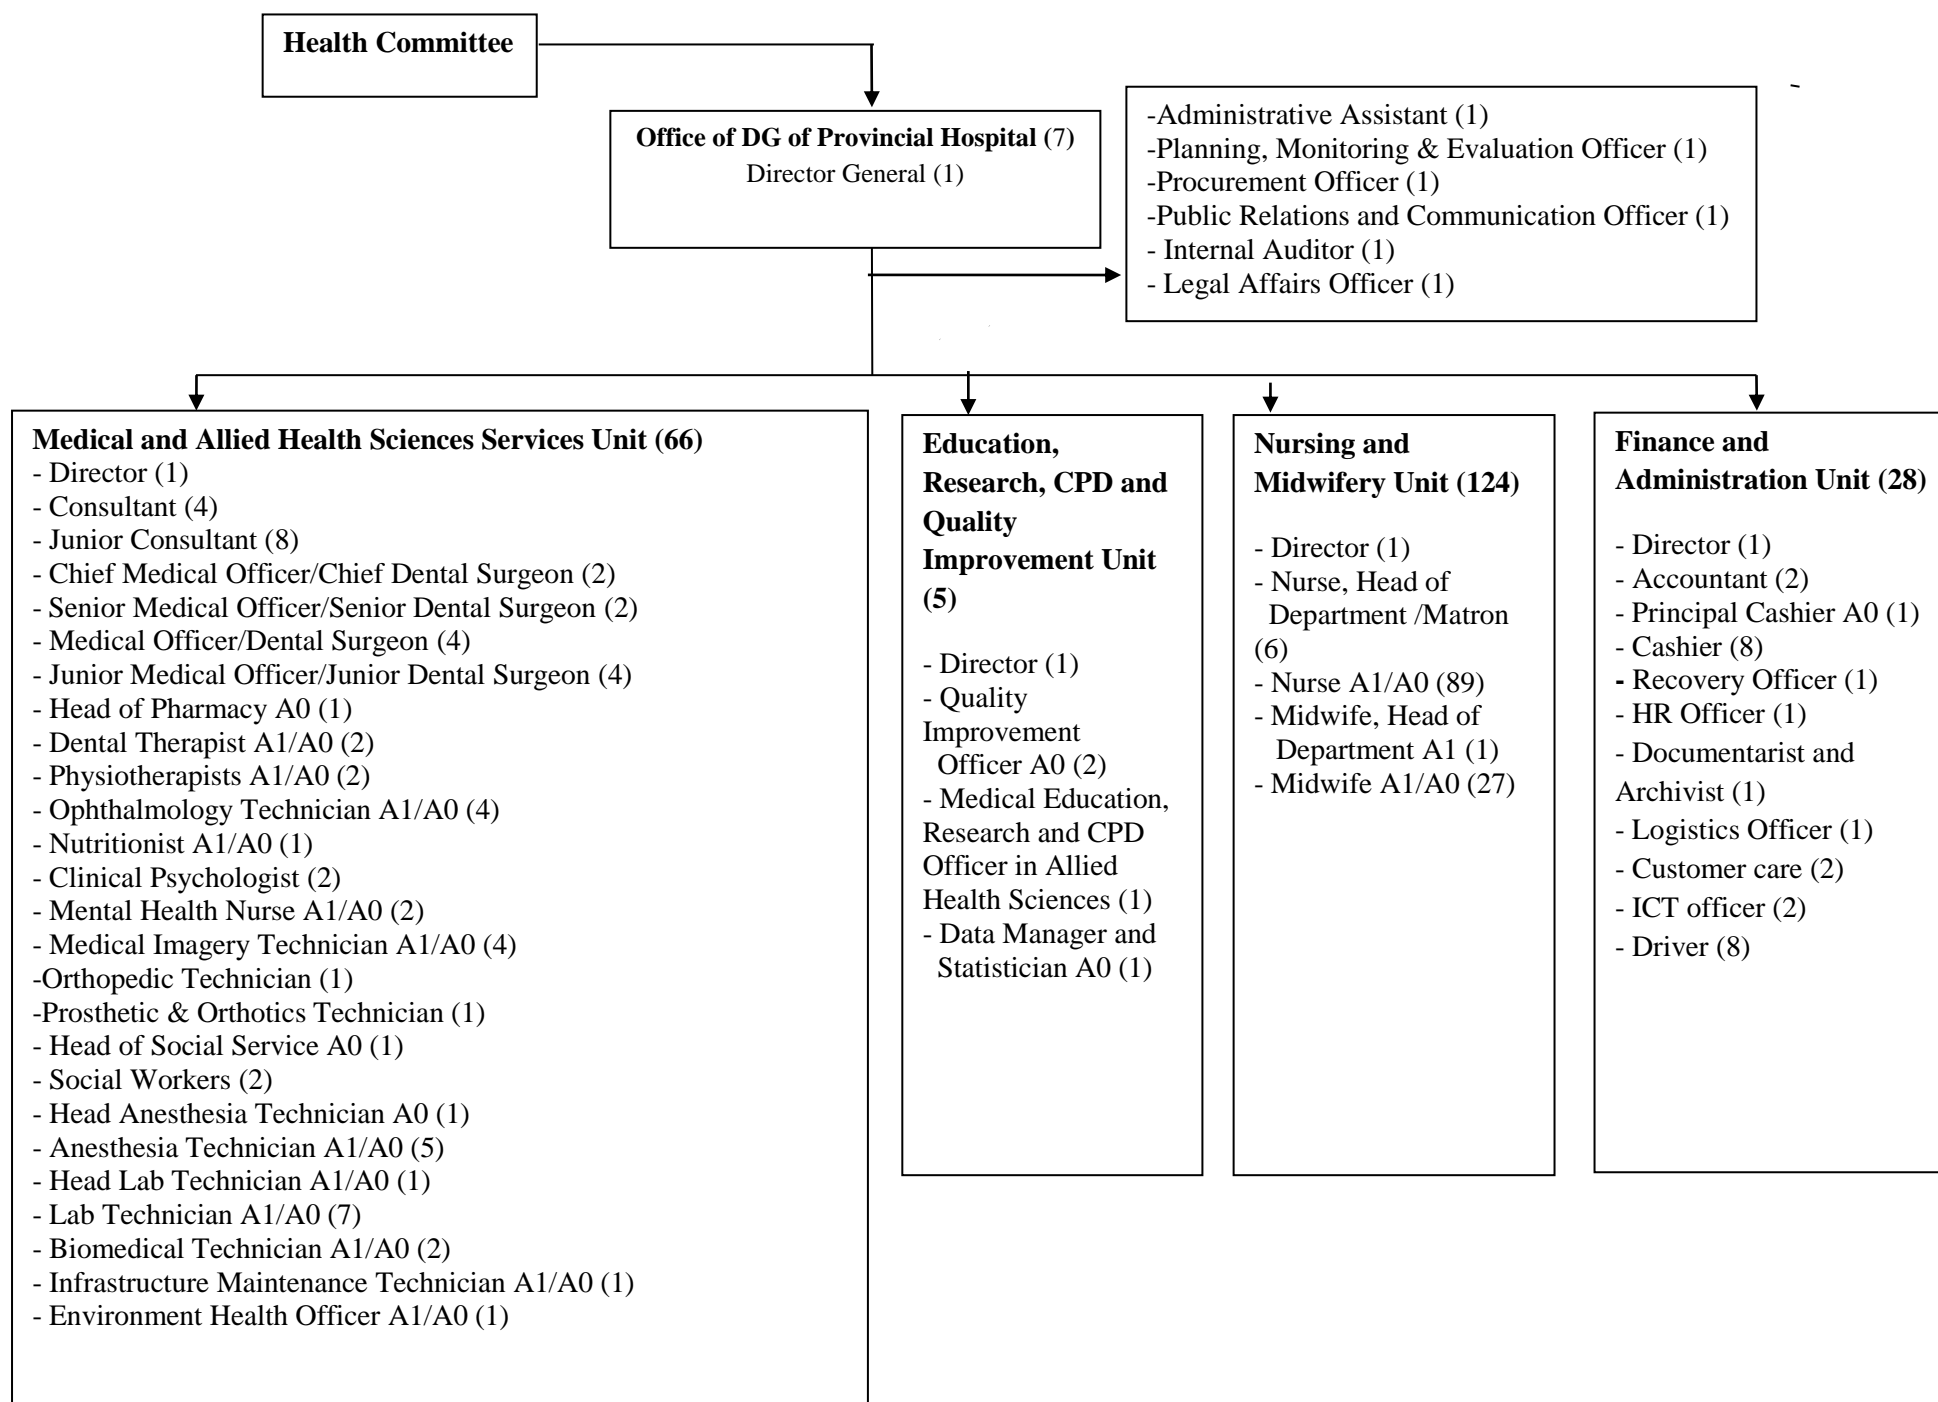 Health Committee
Office of DG of Provincial Hospital (7)
Director General (1)
-Administrative Assistant (1)
-Planning, Monitoring & Evaluation Officer (1)
-Procurement Officer (1)
-Public Relations and Communication Officer (1)
- Internal Auditor (1)
- Legal Affairs Officer (1)
Medical and Allied Health Sciences Services Unit (66)
- Director (1)
- Consultant (4)
- Junior Consultant (8)
- Chief Medical Officer/Chief Dental Surgeon (2)
- Senior Medical Officer/Senior Dental Surgeon (2)
- Medical Officer/Dental Surgeon (4)
- Junior Medical Officer/Junior Dental Surgeon (4)
- Head of Pharmacy A0 (1)
- Dental Therapist A1/A0 (2)
- Physiotherapists A1/A0 (2)
- Ophthalmology Technician A1/A0 (4)
- Nutritionist A1/A0 (1)
- Clinical Psychologist (2)
- Mental Health Nurse A1/A0 (2)
- Medical Imagery Technician A1/A0 (4)
-Orthopedic Technician (1)
-Prosthetic & Orthotics Technician (1)
- Head of Social Service A0 (1)
- Social Workers (2)
- Head Anesthesia Technician A0 (1)
- Anesthesia Technician A1/A0 (5)
- Head Lab Technician A1/A0 (1)
- Lab Technician A1/A0 (7)
- Biomedical Technician A1/A0 (2)
- Infrastructure Maintenance Technician A1/A0 (1)
- Environment Health Officer A1/A0 (1)
Education,
Research, CPD and
Quality
Improvement Unit
(5)
- Director (1)
- Quality
Improvement
Officer A0 (2)
- Medical Education,
Research and CPD
Officer in Allied
Health Sciences (1)
- Data Manager and
Statistician A0 (1)
Nursing and
Midwifery Unit (124)
- Director (1)
- Nurse, Head of
Department /Matron
(6)
- Nurse A1/A0 (89)
- Midwife, Head of
Department A1 (1)
- Midwife A1/A0 (27)
Finance and
Administration Unit (28)
- Director (1)
- Accountant (2)
- Principal Cashier A0 (1)
- Cashier (8)
- Recovery Officer (1)
- HR Officer (1)
- Documentarist and
Archivist (1)
- Logistics Officer (1)
- Customer care (2)
- ICT officer (2)
- Driver (8)